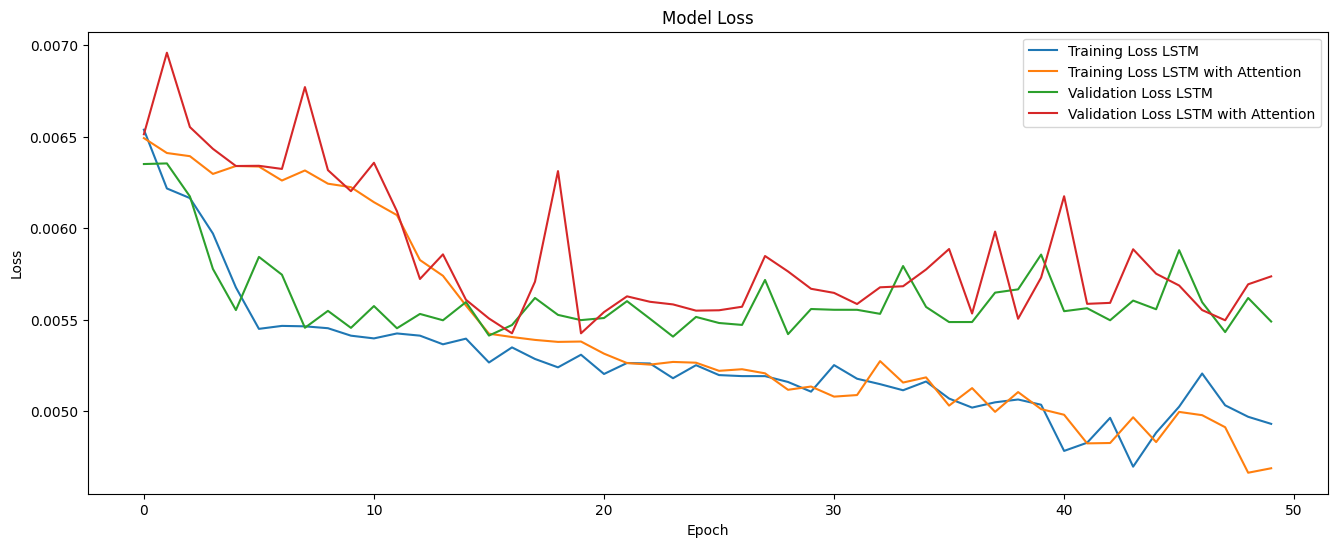 Model Loss
Training Loss LSTM
Training Loss LSTM with Attention
Validation Loss LSTM
Validation Loss LSTM with Attention
0.0070
0.0065
0.0060
0.0055
0.0050
Loss
0 10 20 30 40 50
Epoch